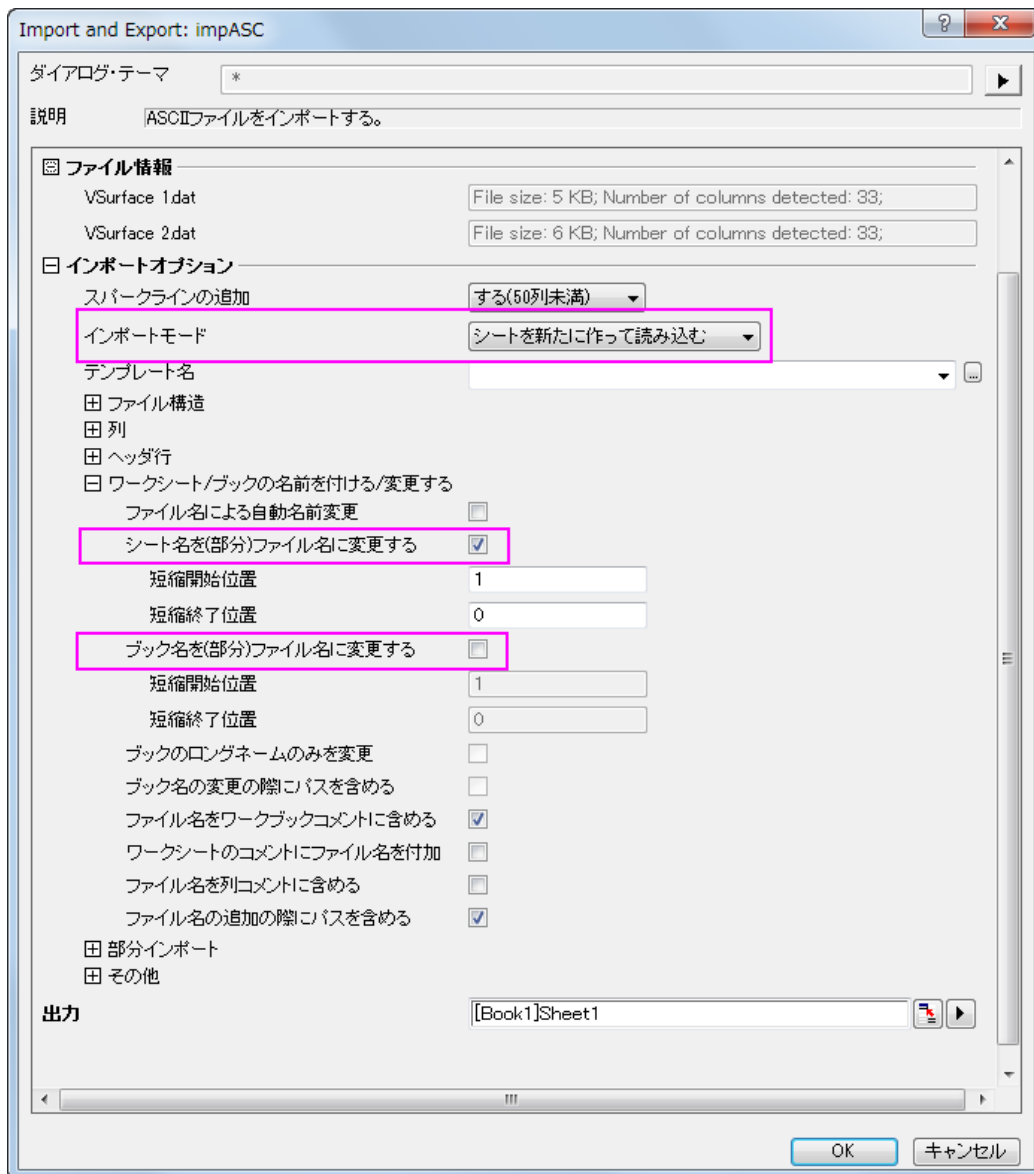 Import and Export: impASC
ダイアログ・テーマ *
説明 ASCIIファイルをインポートする。
ファイル情報
VSurface 1.dat File size: 5 KB; Number of columns detected: 33;
VSurface 2.dat File size: 6 KB; Number of columns detected: 33;
インポートオプション
スパークラインの追加 する(50列未満)
インポートモード シートを新たに作って読み込む
テンプレート名
ファイル構造
列
ヘッダ行
ワークシート/ブックの名前を付ける/変更する
ファイル名による自動名前変更
シート名を(部分)ファイル名に変更する
短縮開始位置 1
短縮終了位置 0
ブック名を(部分)ファイル名に変更する
短縮開始位置 1
短縮終了位置 0
ブックのロングネームのみを変更
ブック名の変更の際にパスを含める
ファイル名をワークブックコメントに含める
ワークシートのコメントにファイル名を付加
ファイル名を列コメントに含める
ファイル名の追加の際にパスを含める
部分インポート
その他
出力 [Book1]Sheet1
OK キャンセル